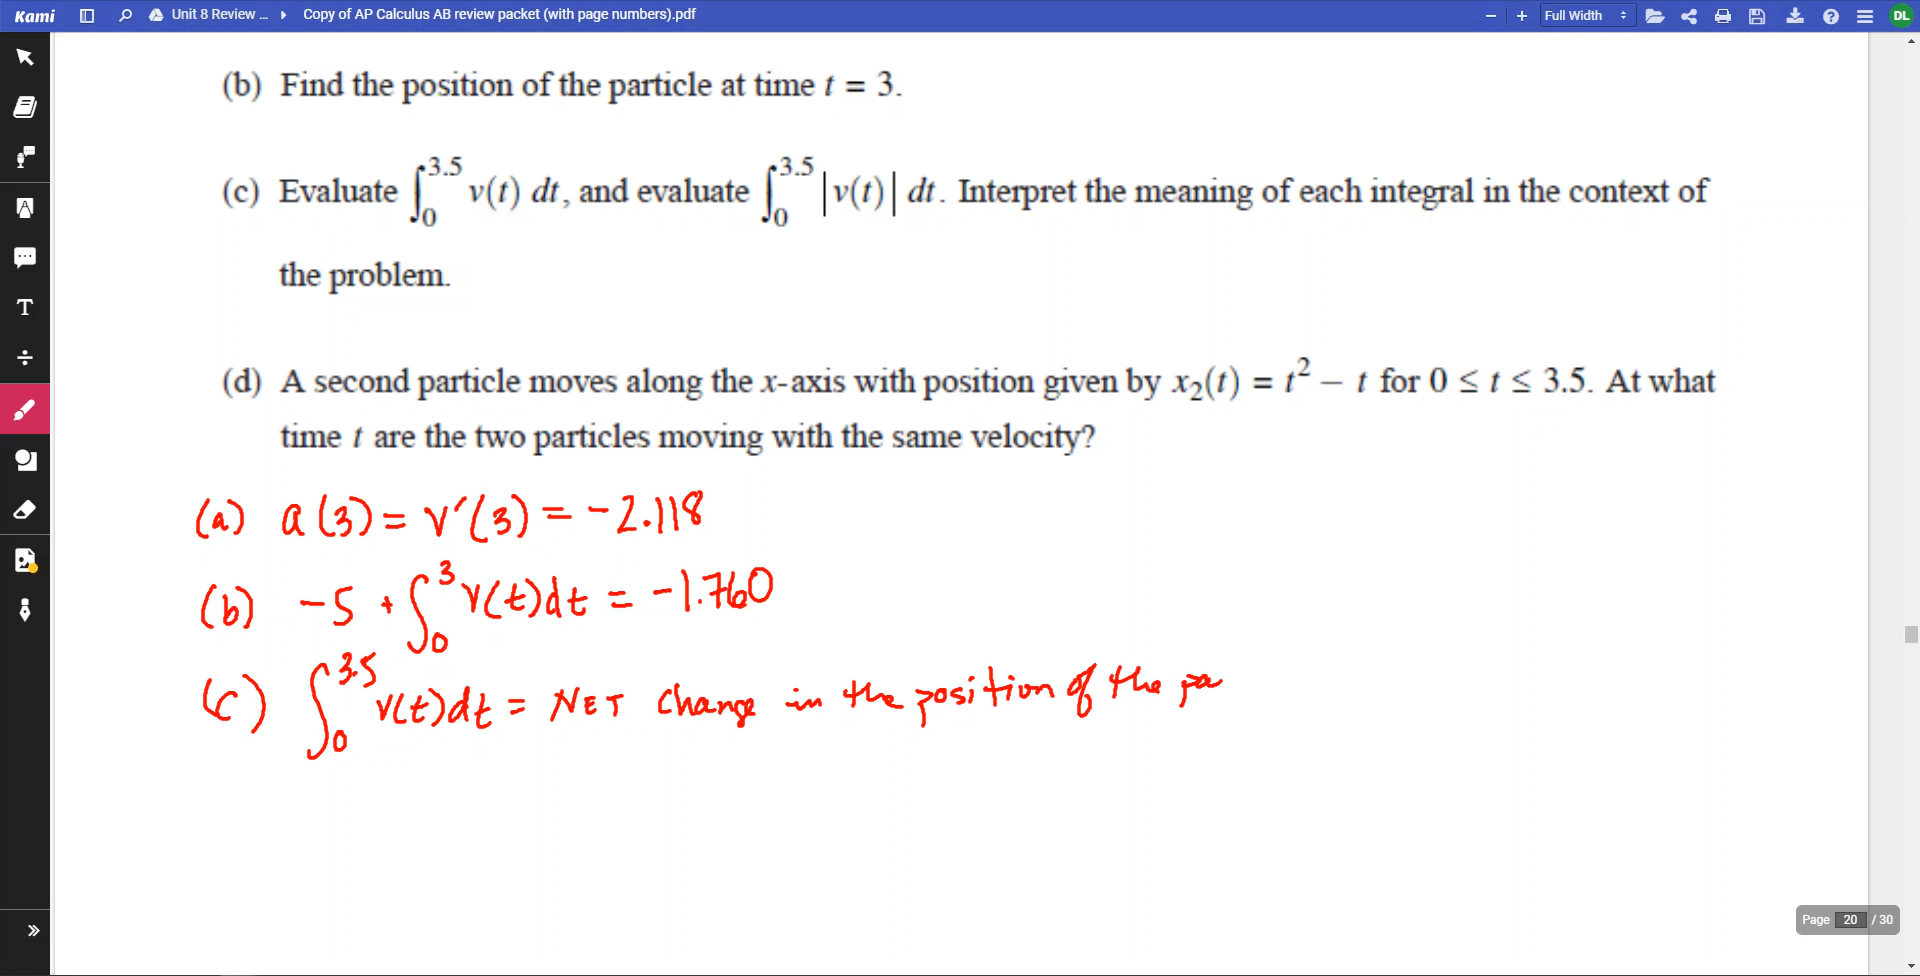 Kami Unit 8 Review ... Copy of AP Calculus AB review packet (with page numbers).pdf Full Width DL
(b) Find the position of the particle at time t = 3.
(c) Evaluate ∫₀^3.5 v(t) dt, and evaluate ∫₀^3.5 |v(t)| dt. Interpret the meaning of each integral in the context of
the problem.
(d) A second particle moves along the x-axis with position given by x₂(t) = t² − t for 0 ≤ t ≤ 3.5. At what
time t are the two particles moving with the same velocity?
(a) a(3) = v'(3) = -2.118
(b) -5 + ∫₀^3 v(t)dt = -1.760
(c) ∫₀^3.5 v(t)dt = NET change in the position of the pa
Page 20 / 30